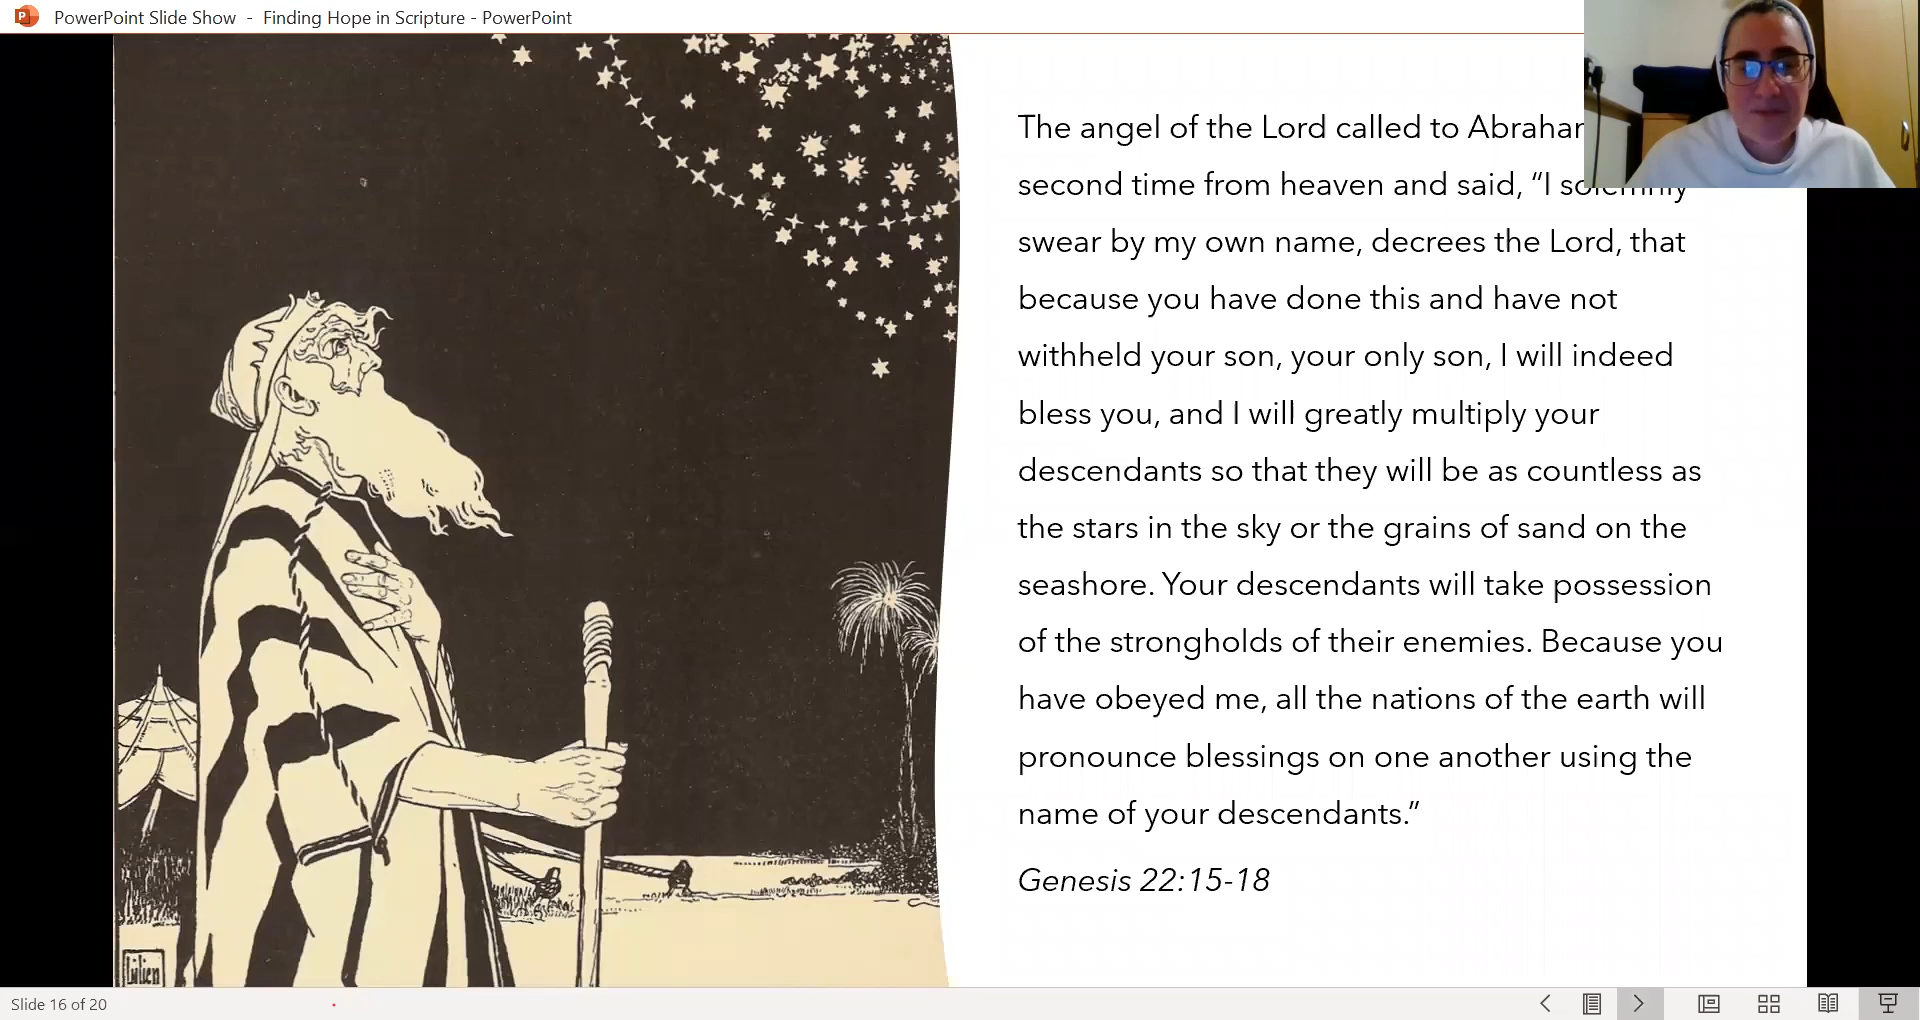 PowerPoint Slide Show - Finding Hope in Scripture - PowerPoint
The angel of the Lord called to
second time from heaven and said, “I solemnly
swear by my own name, decrees the Lord, that
because you have done this and have not
withheld your son, your only son, I will indeed
bless you, and I will greatly multiply your
descendants so that they will be as countless as
the stars in the sky or the grains of sand on the
seashore. Your descendants will take possession
of the strongholds of their enemies. Because you
have obeyed me, all the nations of the earth will
pronounce blessings on one another using the
name of your descendants.”
Genesis 22:15-18
Lilien
Slide 16 of 20